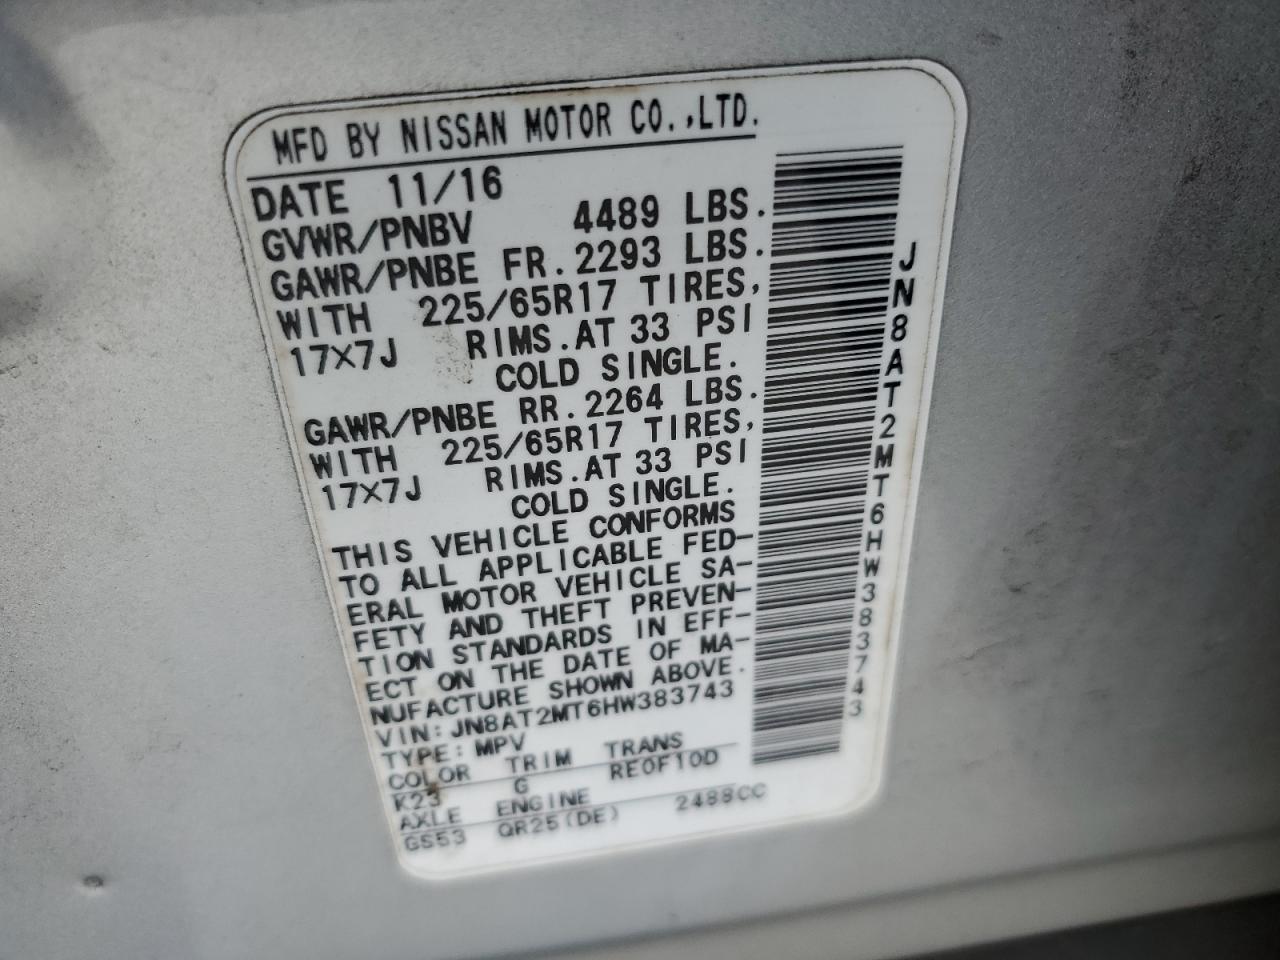 MFD BY NISSAN MOTOR CO.,LTD.
DATE 11/16
GVWR/PNBV 4489 LBS.
GAWR/PNBE FR.2293 LBS.
WITH 225/65R17 TIRES,
17X7J RIMS.AT 33 PSI
COLD SINGLE.
GAWR/PNBE RR.2264 LBS.
WITH 225/65R17 TIRES,
17X7J RIMS.AT 33 PSI
COLD SINGLE.
THIS VEHICLE CONFORMS
TO ALL APPLICABLE FED-
ERAL MOTOR VEHICLE SA-
FETY AND THEFT PREVEN-
TION STANDARDS IN EFF-
ECT ON THE DATE OF MA-
NUFACTURE SHOWN ABOVE.
VIN: JN8AT2MT6HW383743
TYPE: MPV
COLOR TRIM TRANS
K23 G RE0F10D
AXLE ENGINE
GS53 QR25(DE) 2488CC
JN8AT2MT6HW383743